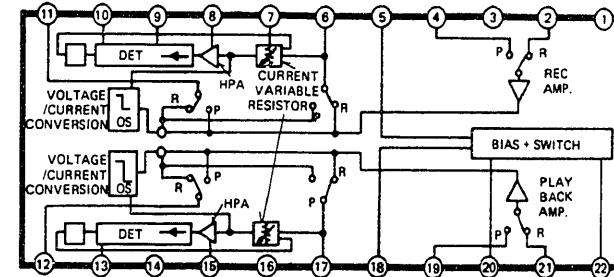 11 10 9 8 7 6 5 4 3 2 1
DET
HPA
P R
REC
AMP.
CURRENT
VARIABLE
RESISTOR
VOLTAGE
/CURRENT
CONVERSION
OS
R P
P R
BIAS + SWITCH
VOLTAGE
/CURRENT
CONVERSION
OS
R P
P R
PLAY
BACK
AMP.
HPA
DET
P R
12 13 14 15 16 17 18 19 20 21 22